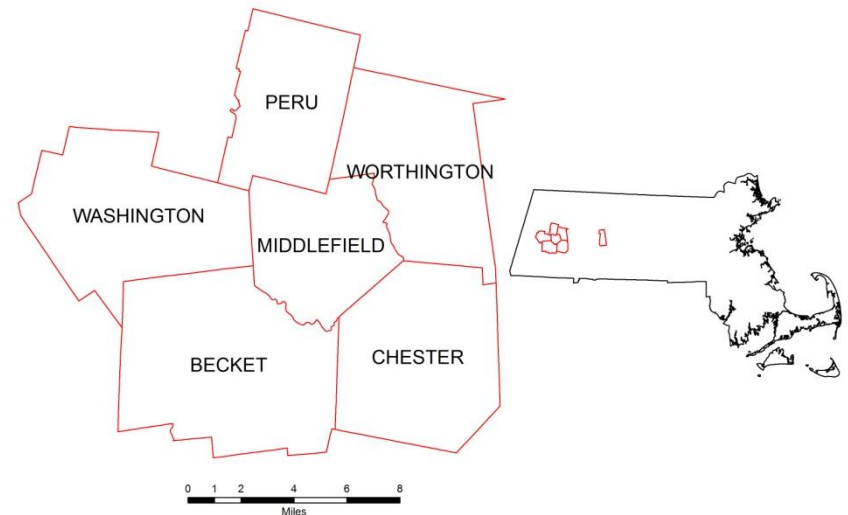 PERU
WORTHINGTON
WASHINGTON
MIDDLEFIELD
BECKET
CHESTER
0 1 2 4 6 8
Miles